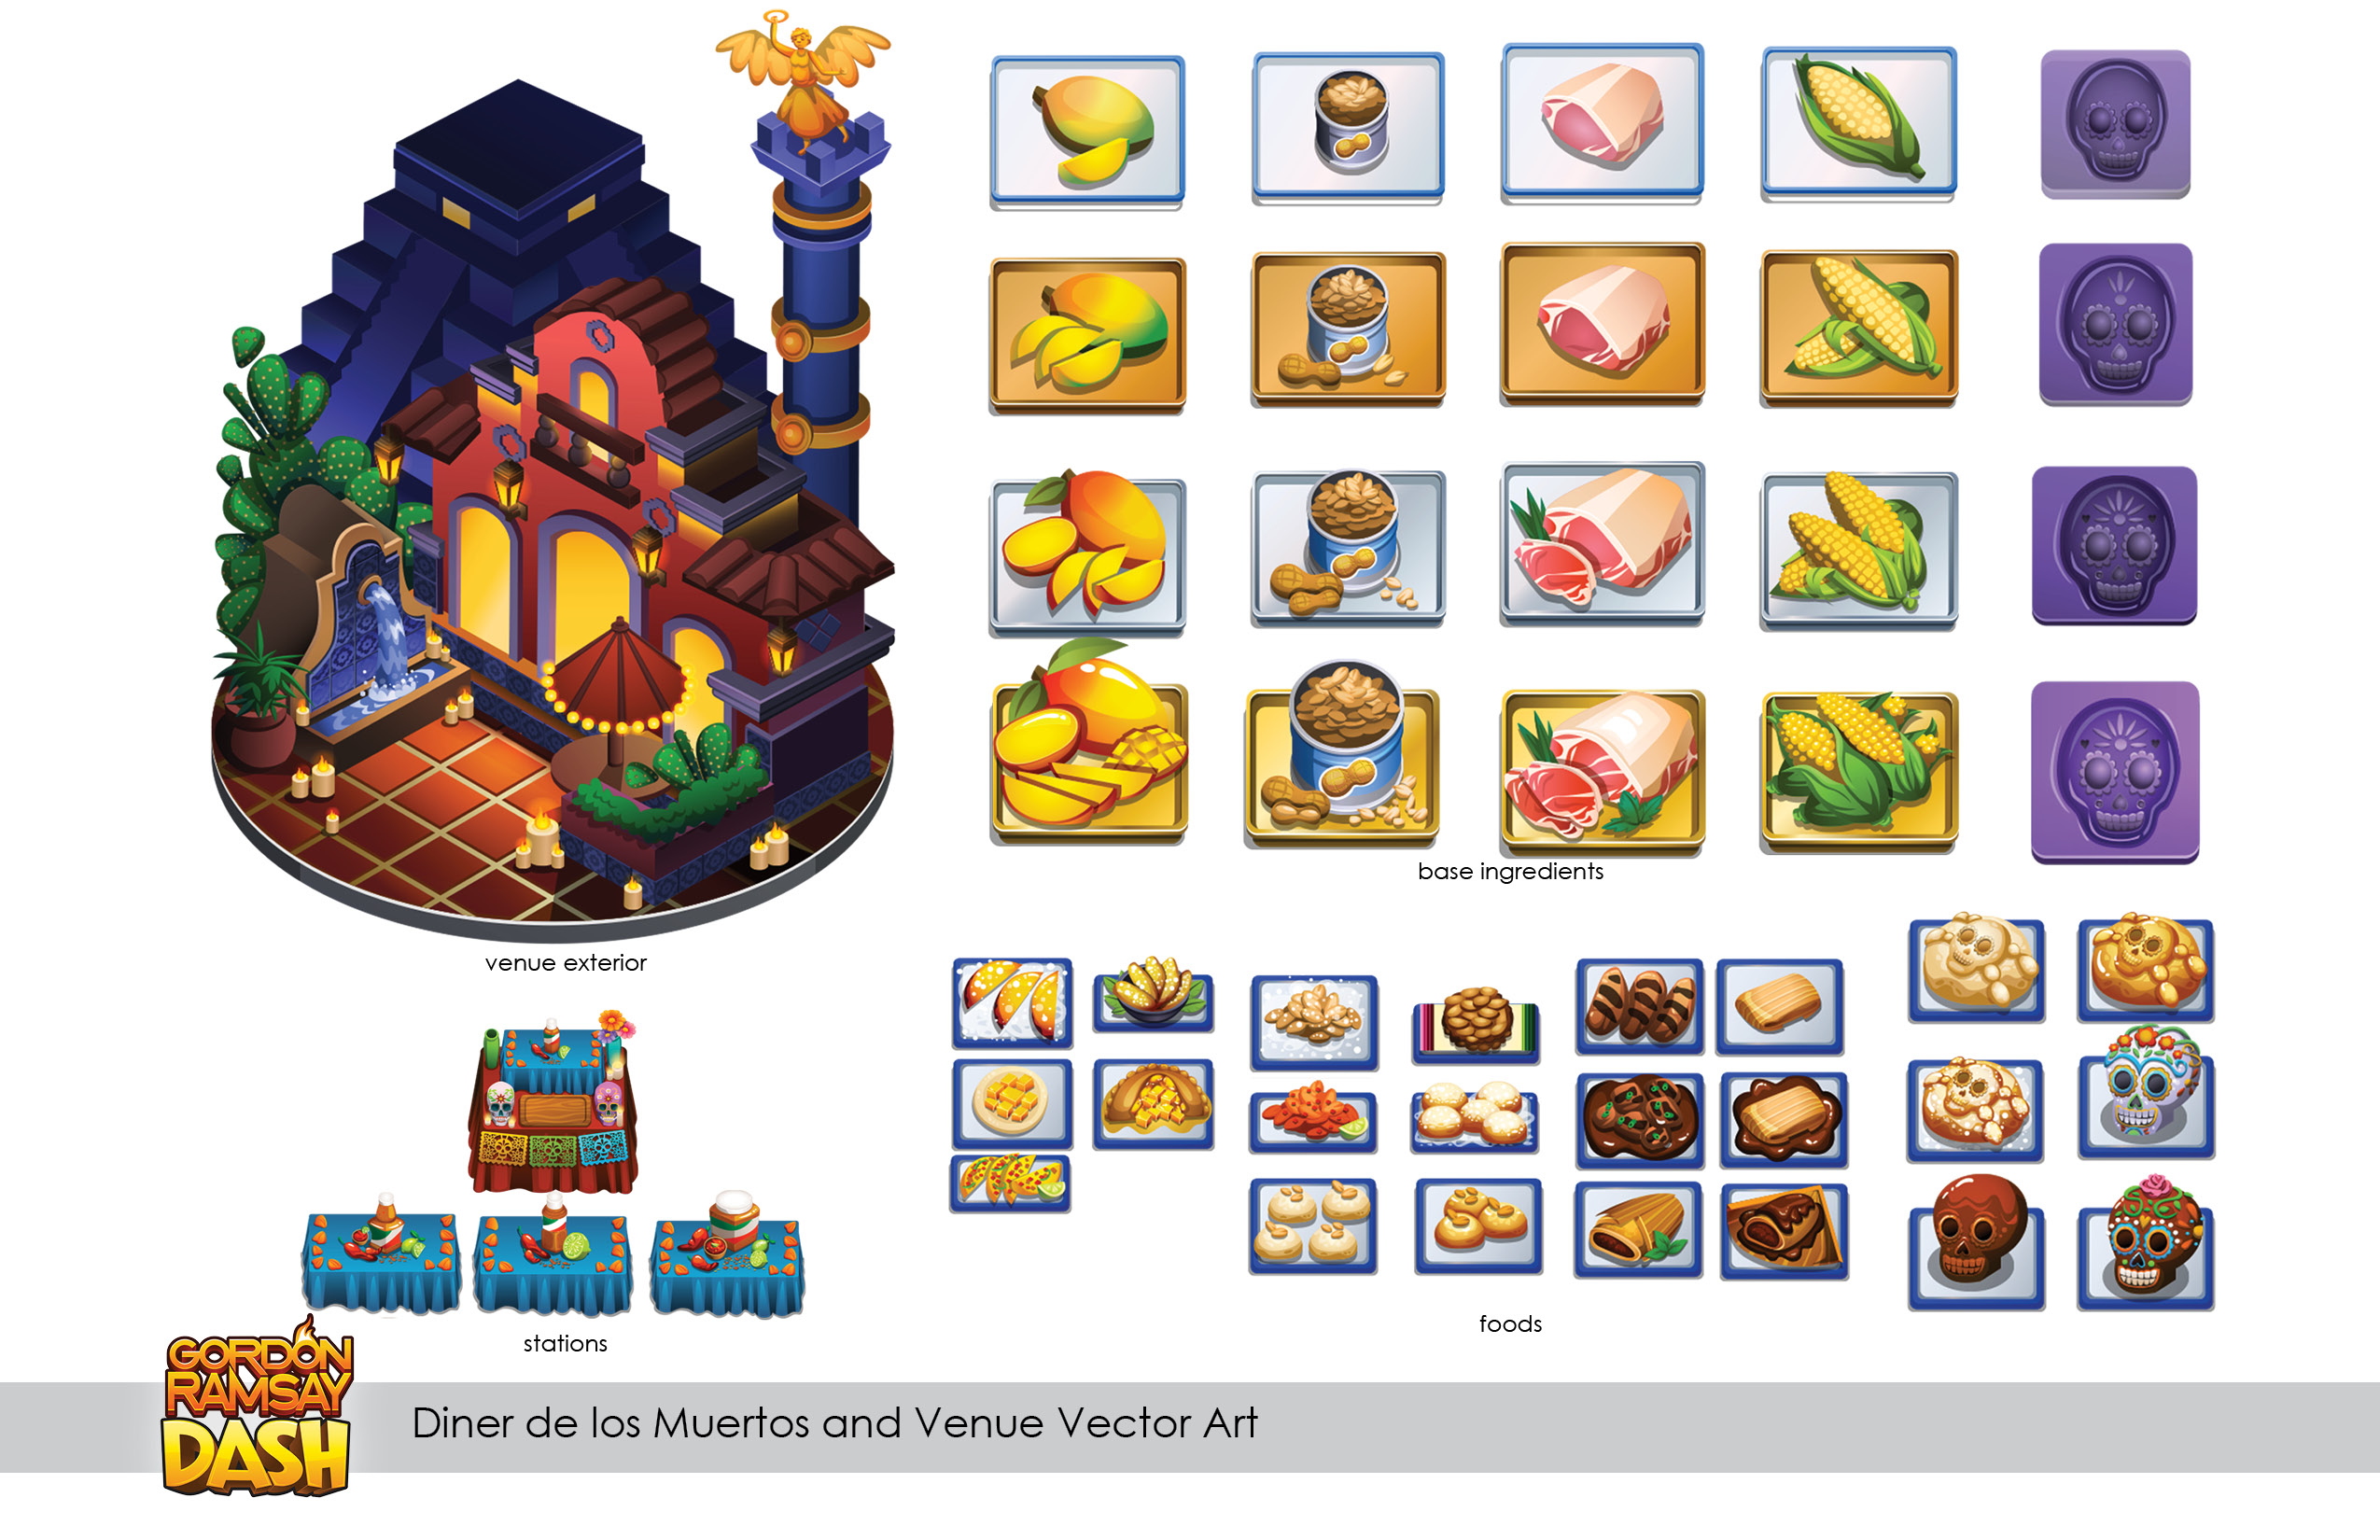 base ingredients
venue exterior
foods
stations
GORDON
RAMSAY
DASH
Diner de los Muertos and Venue Vector Art